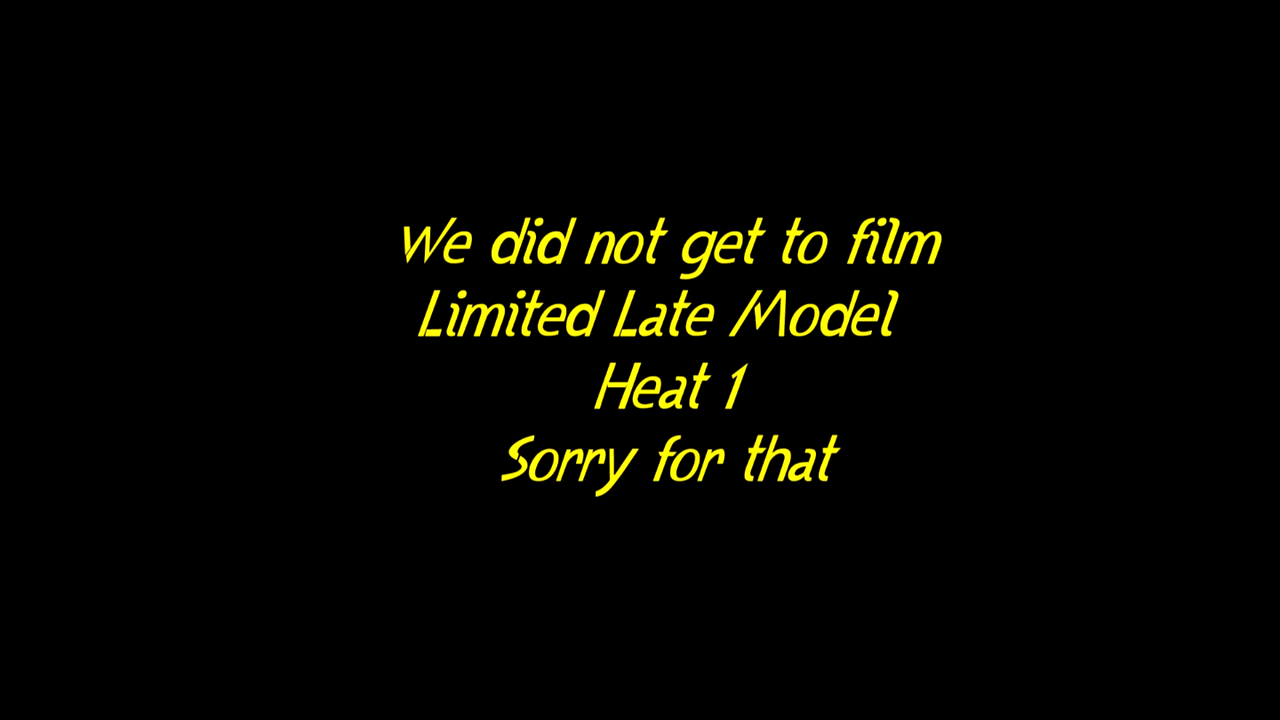 We did not get to film
Limited Late Model
Heat 1
Sorry for that